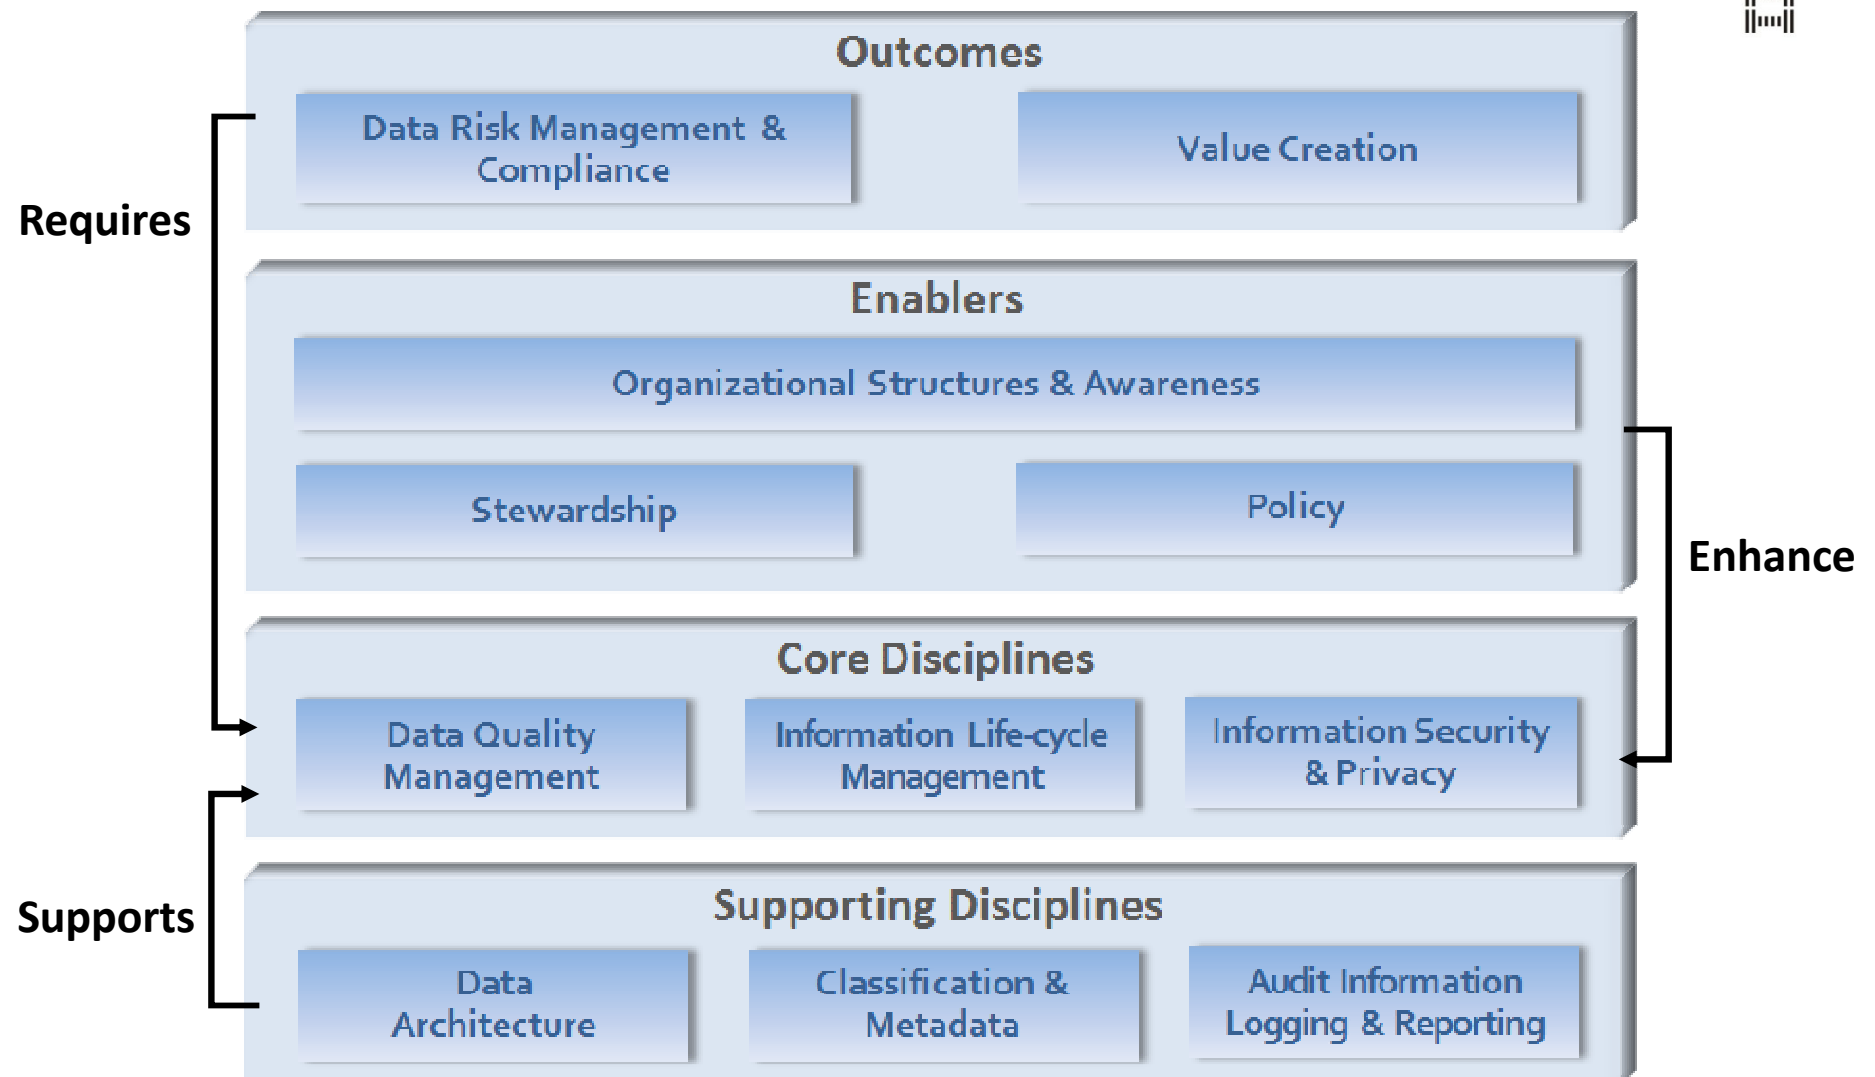 Outcomes
Data Risk Management &
Compliance
Value Creation
Requires
Enablers
Organizational Structures & Awareness
Stewardship
Policy
Enhance
Core Disciplines
Data Quality
Management
Information Life-cycle
Management
Information Security
& Privacy
Supports
Supporting Disciplines
Data
Architecture
Classification &
Metadata
Audit Information
Logging & Reporting